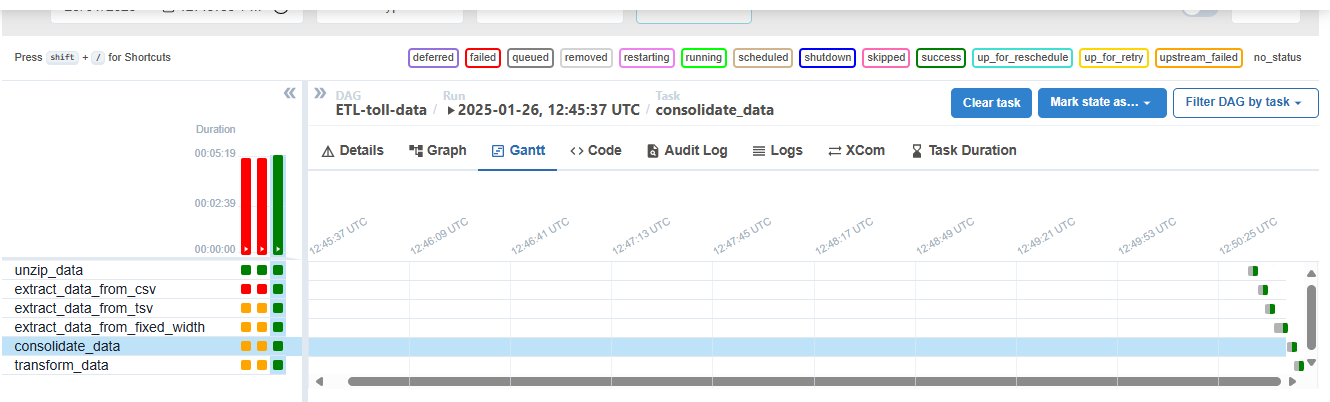 Press shift + / for Shortcuts
deferred failed queued removed restarting running scheduled shutdown skipped success up_for_reschedule up_for_retry upstream_failed no_status
DAG Run Task
ETL-toll-data / 2025-01-26, 12:45:37 UTC / consolidate_data
Clear task Mark state as... Filter DAG by task
Details Graph Gantt Code Audit Log Logs XCom Task Duration
Duration
00:05:19
00:02:39
00:00:00
12:45:37 UTC 12:46:09 UTC 12:46:41 UTC 12:47:13 UTC 12:47:45 UTC 12:48:17 UTC 12:48:49 UTC 12:49:21 UTC 12:49:53 UTC 12:50:25 UTC
unzip_data
extract_data_from_csv
extract_data_from_tsv
extract_data_from_fixed_width
consolidate_data
transform_data